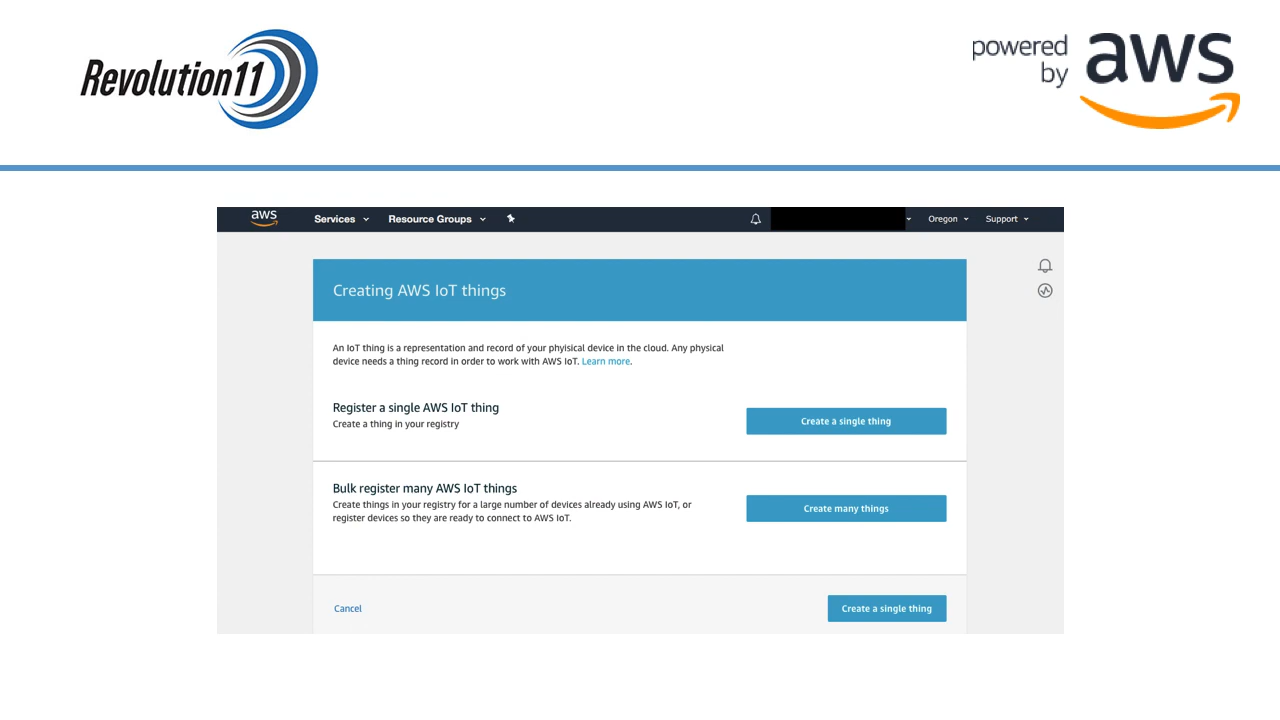 Revolution11
powered
by
aws
aws
Services
Resource Groups
Oregon
Support
Creating AWS IoT things
An IoT thing is a representation and record of your phyisical device in the cloud. Any physical
device needs a thing record in order to work with AWS IoT. Learn more.
Register a single AWS IoT thing
Create a thing in your registry
Create a single thing
Bulk register many AWS IoT things
Create things in your registry for a large number of devices already using AWS IoT, or
register devices so they are ready to connect to AWS IoT.
Create many things
Cancel
Create a single thing